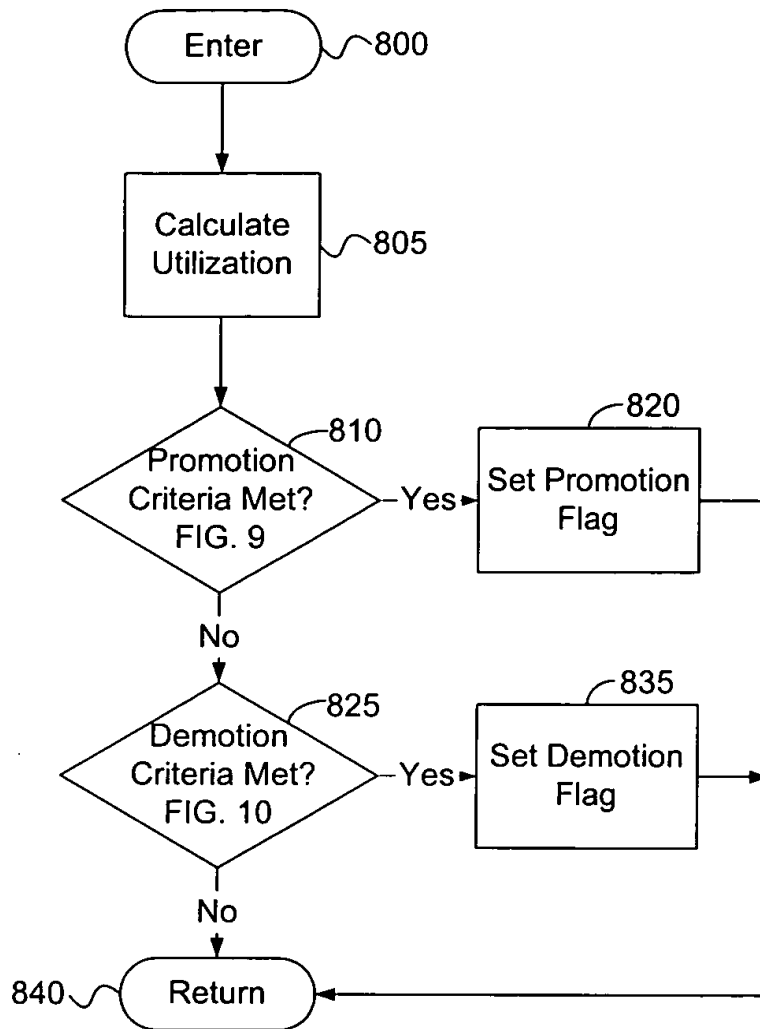 Enter
800
Calculate
Utilization
805
810
Promotion
Criteria Met?
FIG. 9
Yes
820
Set Promotion
Flag
No
825
Demotion
Criteria Met?
FIG. 10
Yes
835
Set Demotion
Flag
No
840
Return